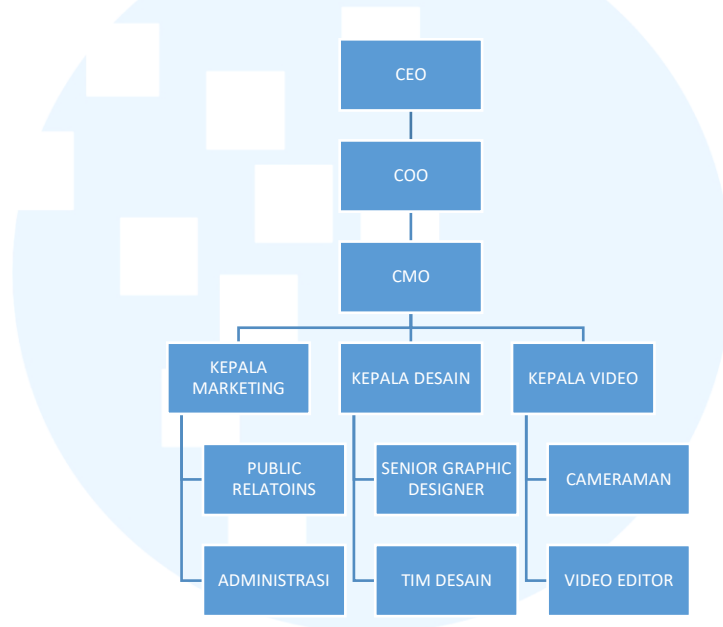 CEO
COO
CMO
KEPALA
MARKETING
KEPALA DESAIN
KEPALA VIDEO
PUBLIC
RELATOINS
SENIOR GRAPHIC
DESIGNER
CAMERAMAN
ADMINISTRASI
TIM DESAIN
VIDEO EDITOR